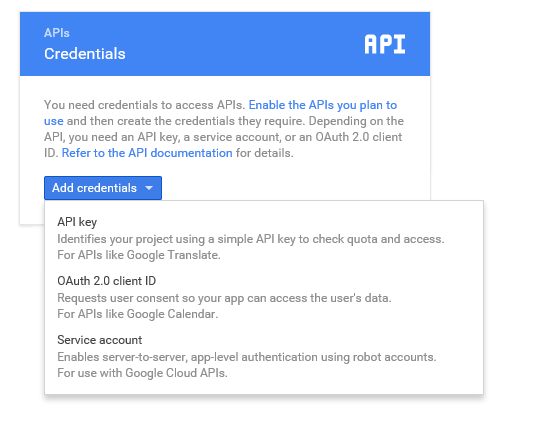 APIs
Credentials
API
You need credentials to access APIs. Enable the APIs you plan to
use and then create the credentials they require. Depending on the
API, you need an API key, a service account, or an OAuth 2.0 client
ID. Refer to the API documentation for details.
Add credentials
API key
Identifies your project using a simple API key to check quota and access.
For APIs like Google Translate.
OAuth 2.0 client ID
Requests user consent so your app can access the user's data.
For APIs like Google Calendar.
Service account
Enables server-to-server, app-level authentication using robot accounts.
For use with Google Cloud APIs.